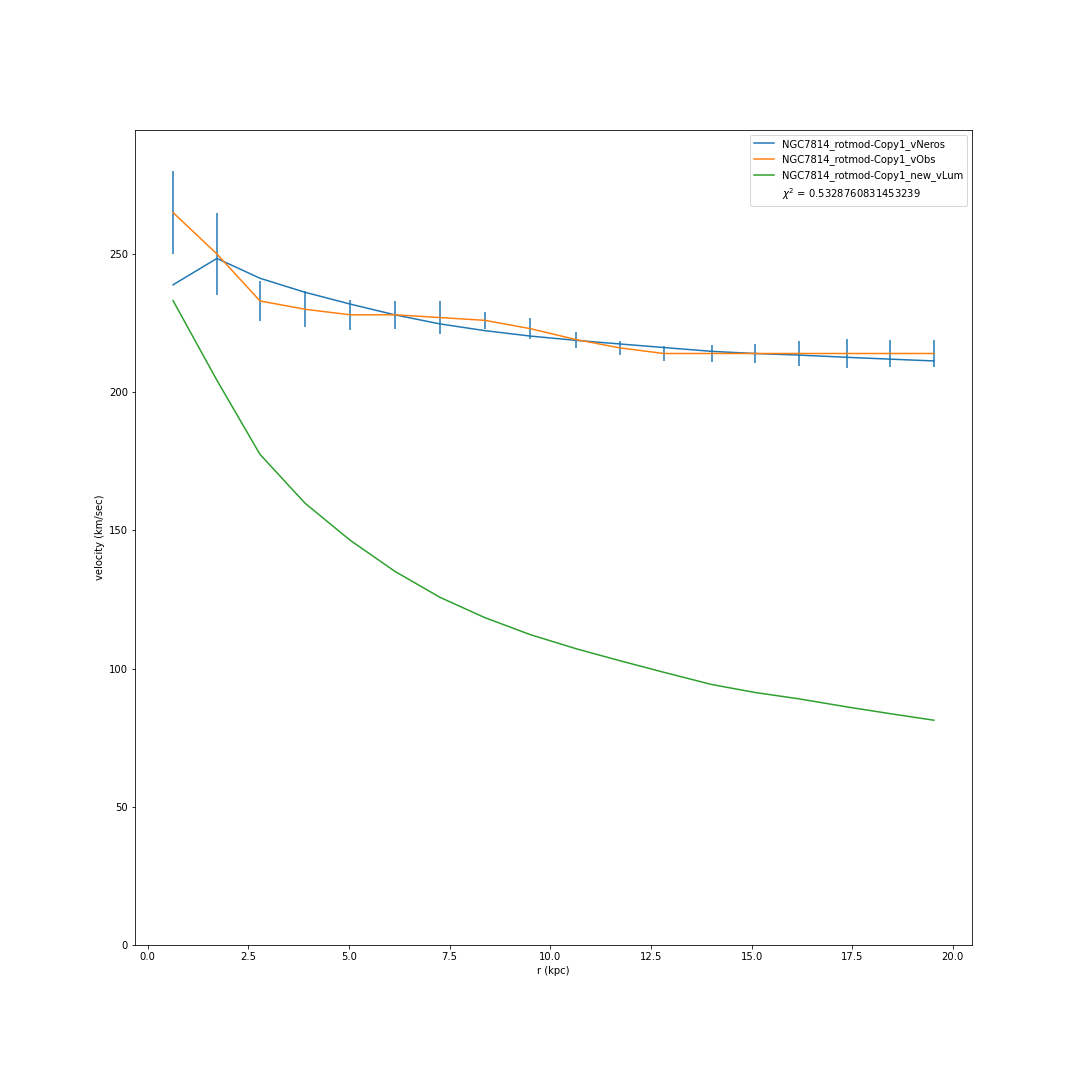 NGC7814_rotmod-Copy1_vNeros
NGC7814_rotmod-Copy1_vObs
NGC7814_rotmod-Copy1_new_vLum
χ² = 0.5328760831453239
250
200
150
100
50
0
velocity (km/sec)
0.0 2.5 5.0 7.5 10.0 12.5 15.0 17.5 20.0
r (kpc)